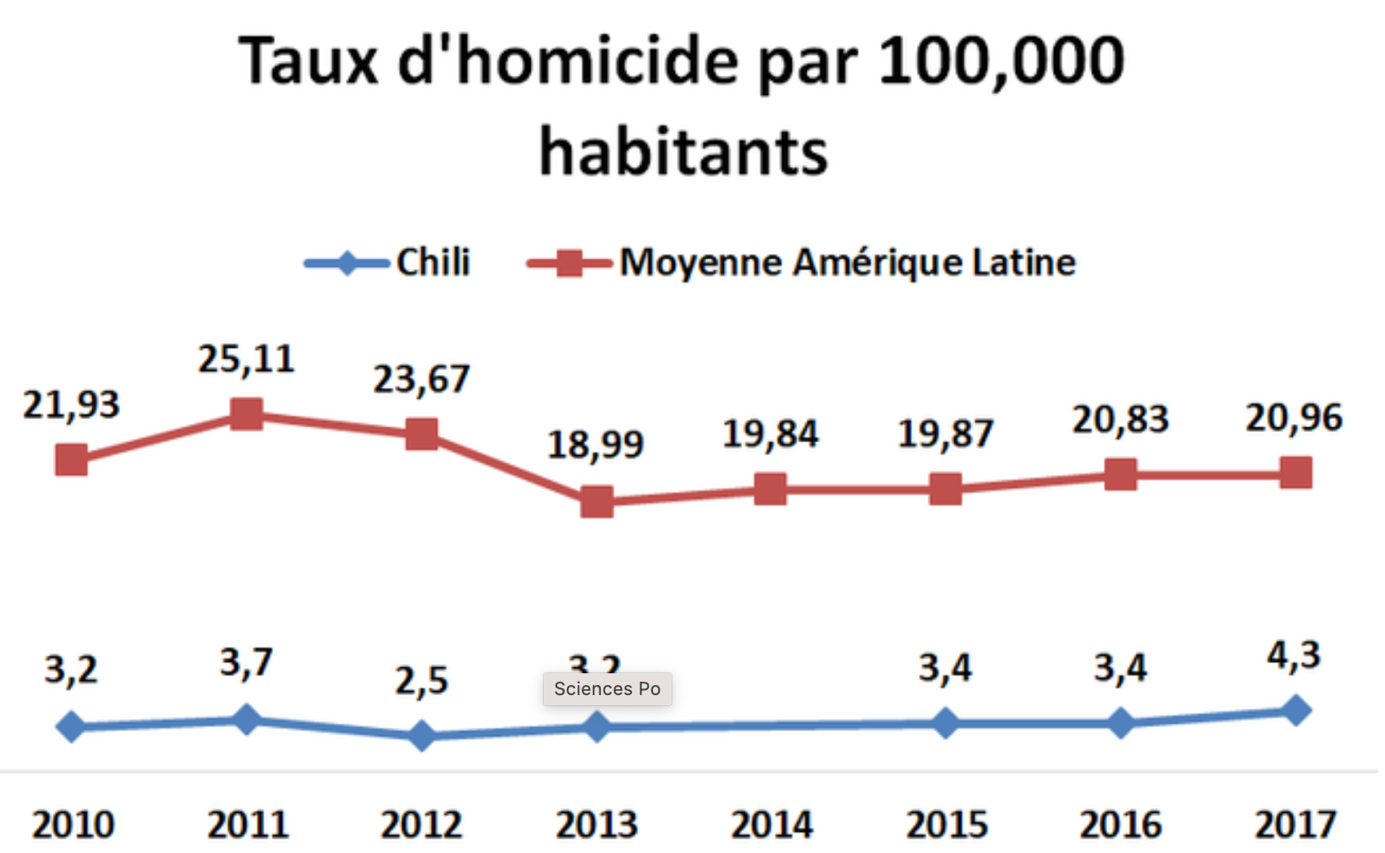 Taux d'homicide par 100,000
habitants
Chili Moyenne Amérique Latine
21,93 25,11 23,67 18,99 19,84 19,87 20,83 20,96
3,2 3,7 2,5 3,2 3,4 3,4 4,3
Sciences Po
2010 2011 2012 2013 2014 2015 2016 2017